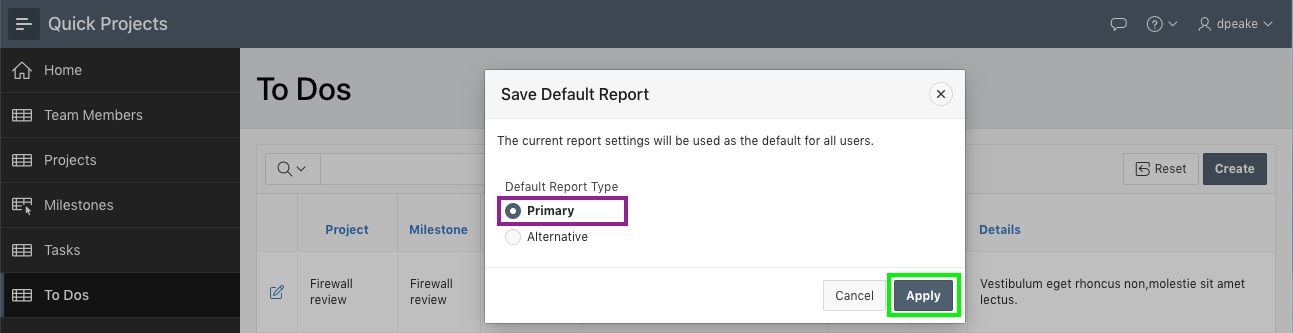 Quick Projects
dpeake
Home
Team Members
Projects
Milestones
Tasks
To Dos
To Dos
Save Default Report
The current report settings will be used as the default for all users.
Default Report Type
Primary
Alternative
Cancel
Apply
Reset
Create
Project
Milestone
Details
Firewall
review
Firewall
review
Vestibulum eget rhoncus non,molestie sit amet
lectus.